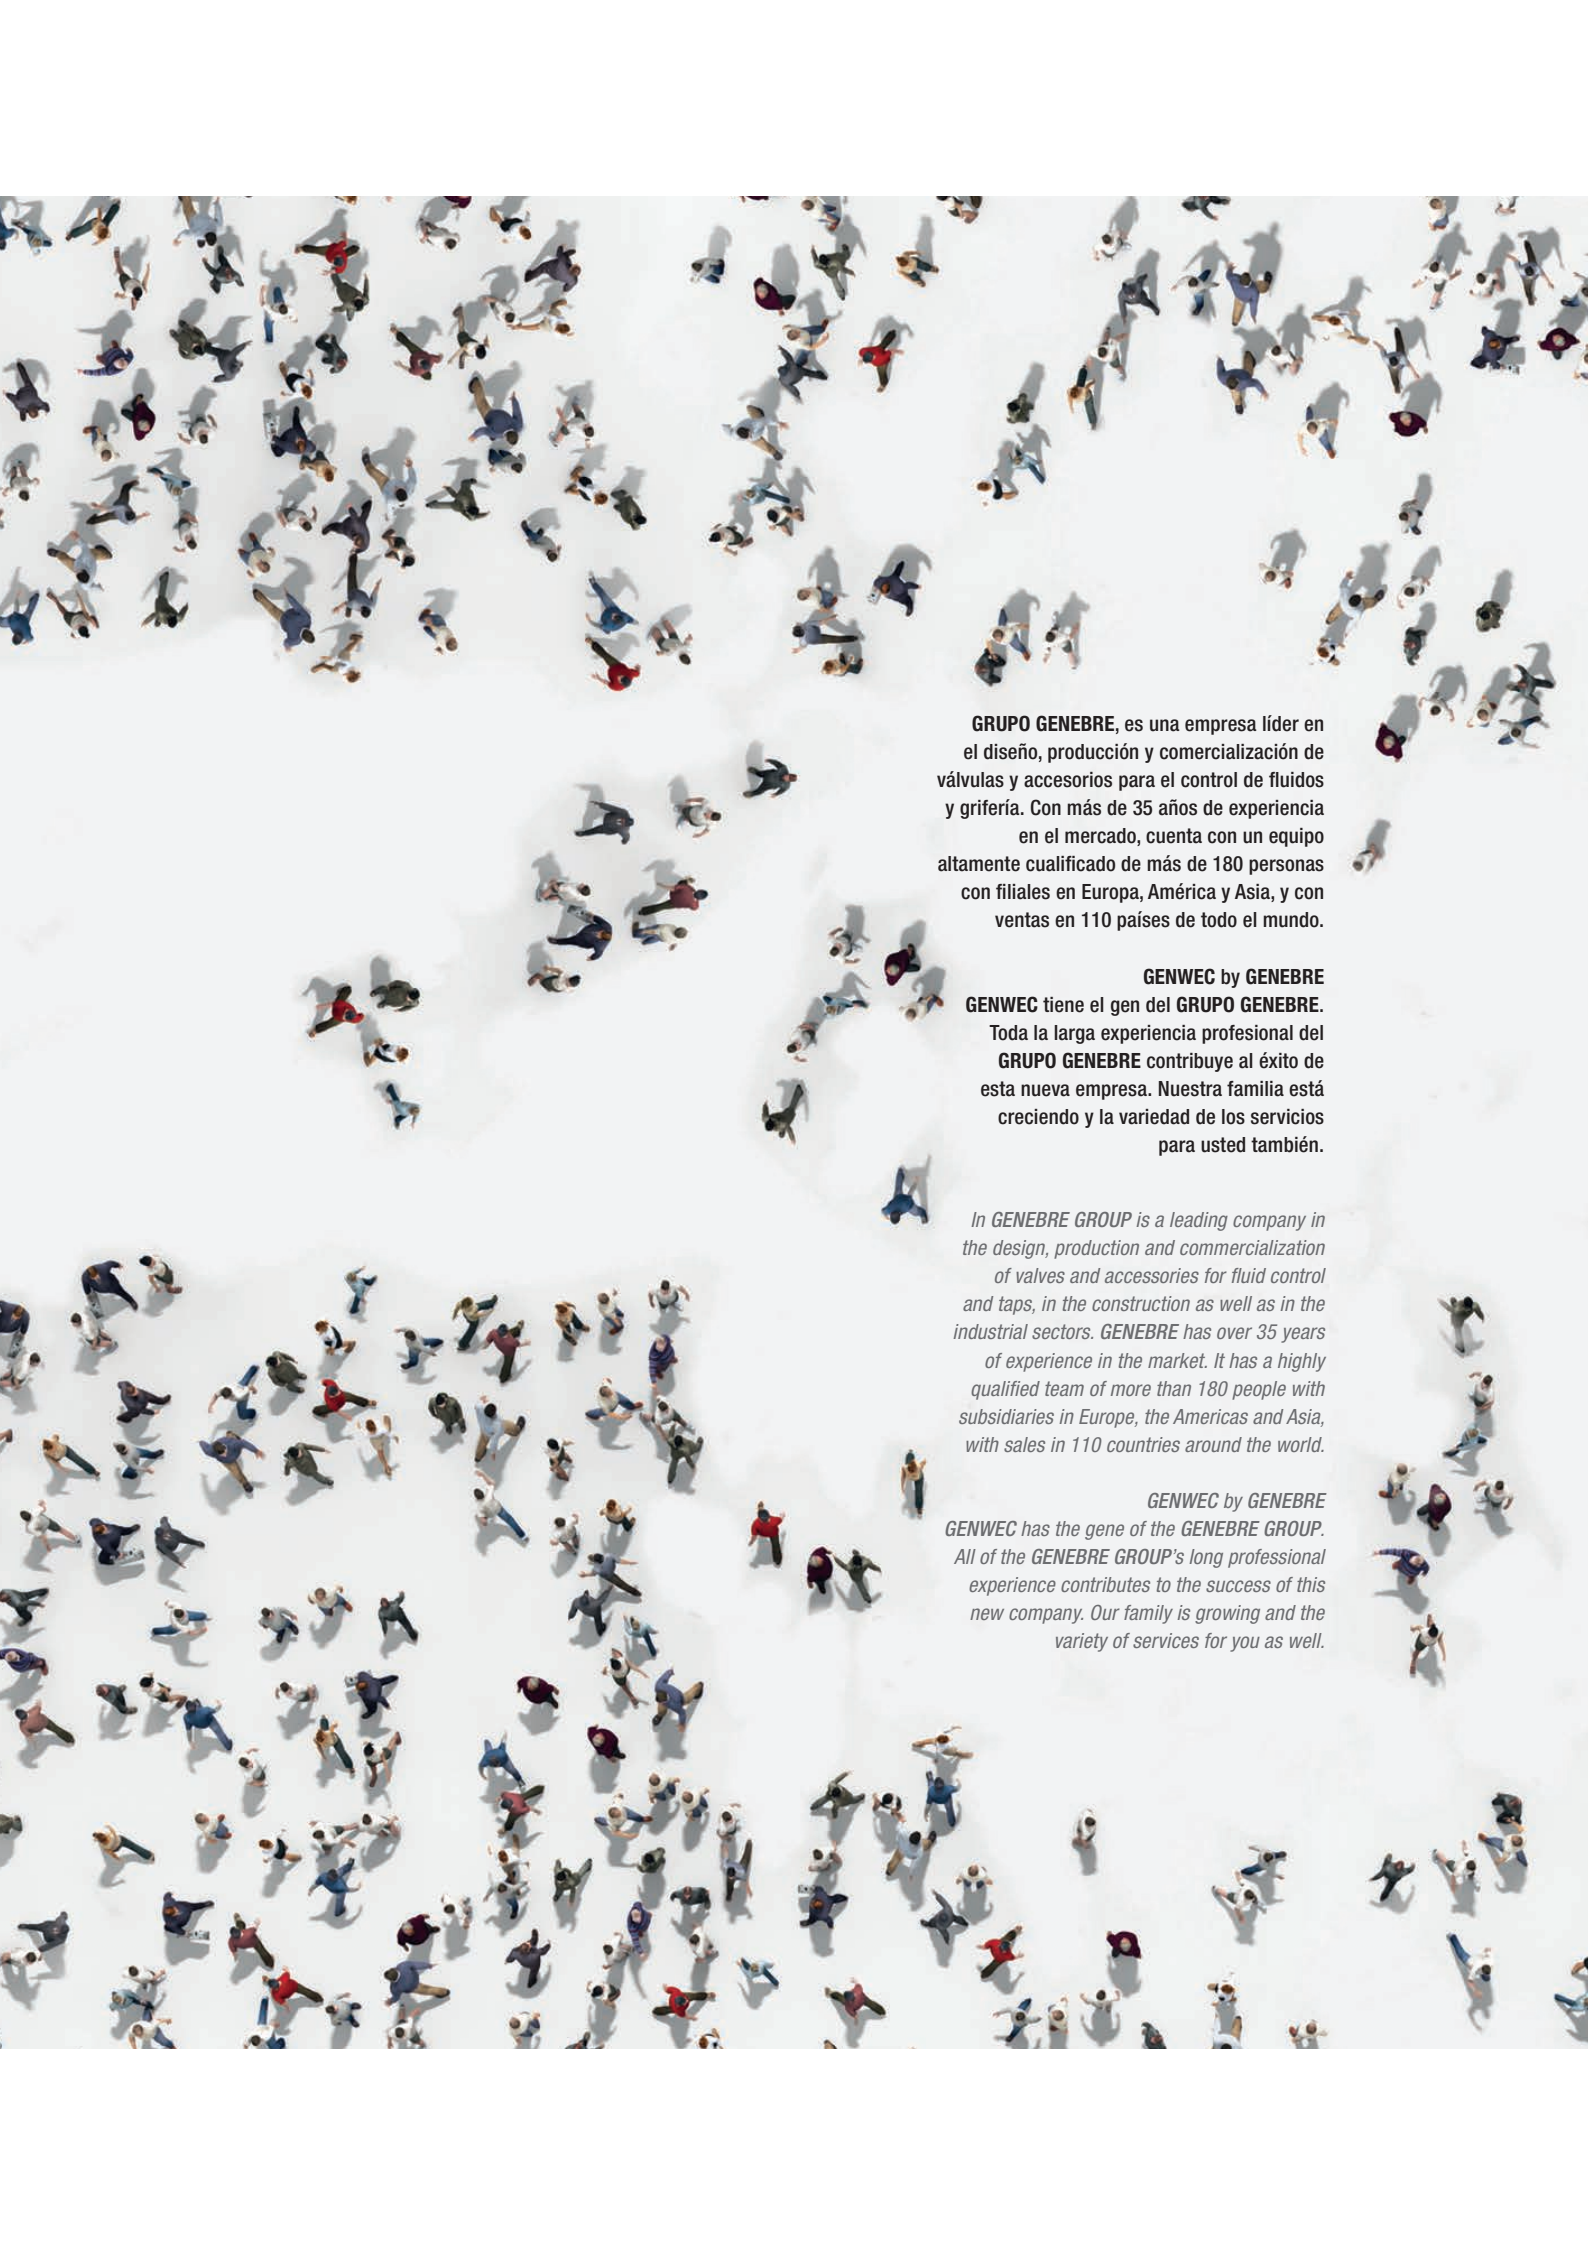 GRUPO GENEBRE, es una empresa líder en
el diseño, producción y comercialización de
válvulas y accesorios para el control de fluidos
y grifería. Con más de 35 años de experiencia
en el mercado, cuenta con un equipo
altamente cualificado de más de 180 personas
con filiales en Europa, América y Asia, y con
ventas en 110 países de todo el mundo.
GENWEC by GENEBRE
GENWEC tiene el gen del GRUPO GENEBRE.
Toda la larga experiencia profesional del
GRUPO GENEBRE contribuye al éxito de
esta nueva empresa. Nuestra familia está
creciendo y la variedad de los servicios
para usted también.
In GENEBRE GROUP is a leading company in
the design, production and commercialization
of valves and accessories for fluid control
and taps, in the construction as well as in the
industrial sectors. GENEBRE has over 35 years
of experience in the market. It has a highly
qualified team of more than 180 people with
subsidiaries in Europe, the Americas and Asia,
with sales in 110 countries around the world.
GENWEC by GENEBRE
GENWEC has the gene of the GENEBRE GROUP.
All of the GENEBRE GROUP's long professional
experience contributes to the success of this
new company. Our family is growing and the
variety of services for you as well.